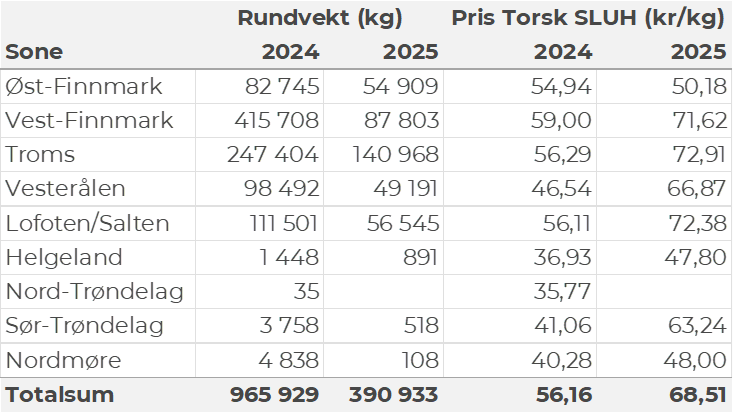 Rundvekt (kg) Pris Torsk SLUH (kr/kg)
Sone 2024 2025 2024 2025
Øst-Finnmark 82 745 54 909 54,94 50,18
Vest-Finnmark 415 708 87 803 59,00 71,62
Troms 247 404 140 968 56,29 72,91
Vesterålen 98 492 49 191 46,54 66,87
Lofoten/Salten 111 501 56 545 56,11 72,38
Helgeland 1 448 891 36,93 47,80
Nord-Trøndelag 35 35,77
Sør-Trøndelag 3 758 518 41,06 63,24
Nordmøre 4 838 108 40,28 48,00
Totalsum 965 929 390 933 56,16 68,51